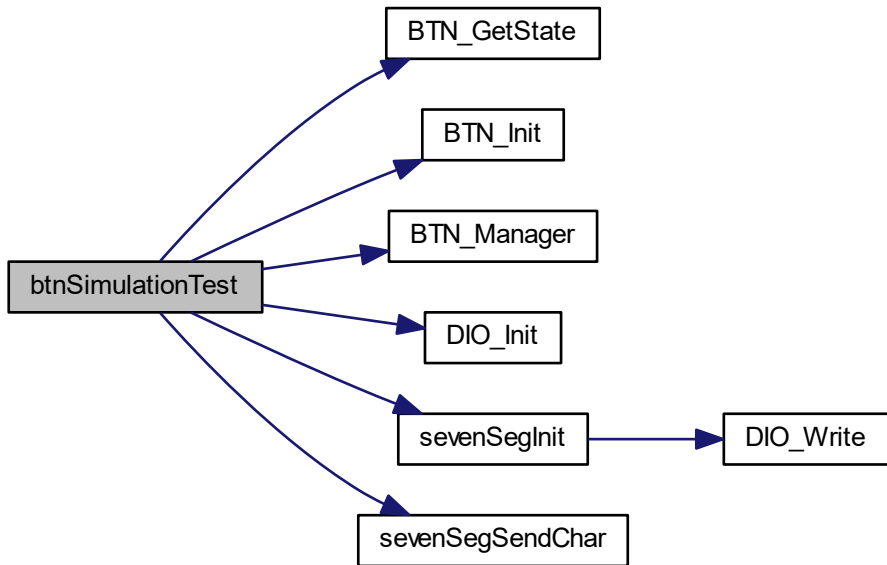 BTN_GetState
BTN_Init
BTN_Manager
btnSimulationTest
DIO_Init
sevenSegInit
DIO_Write
sevenSegSendChar